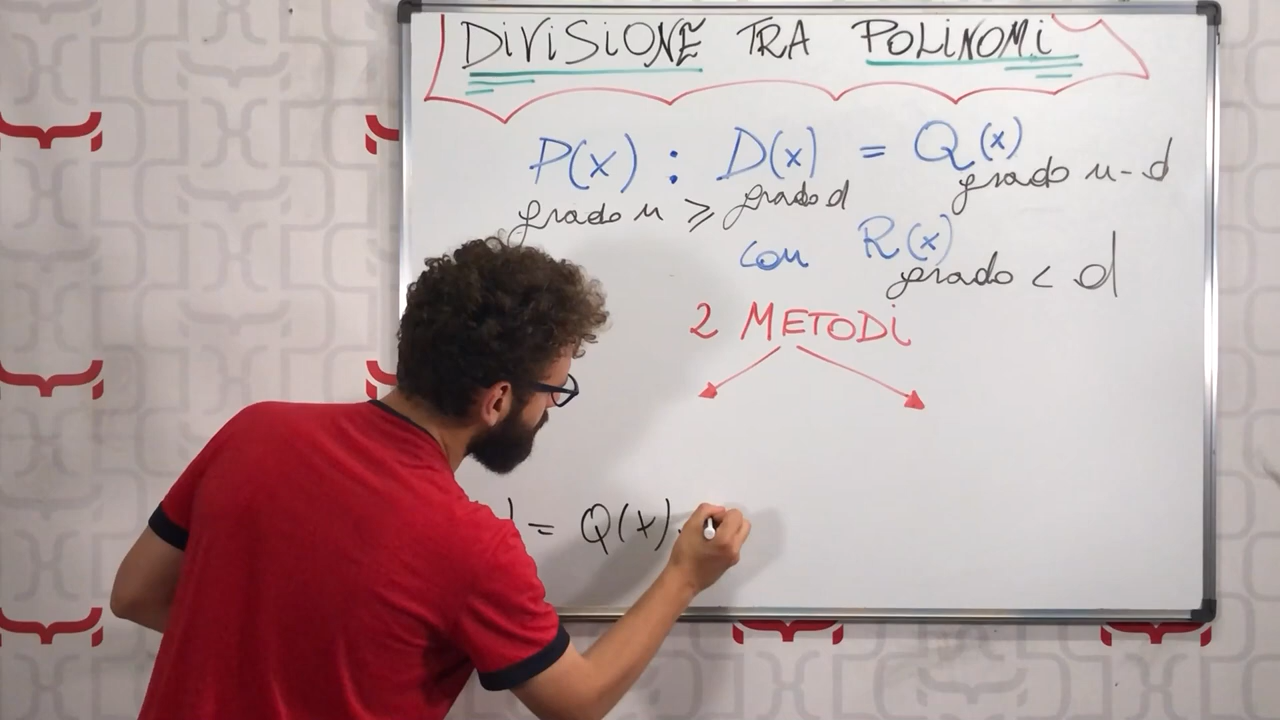 DIVISIONE TRA POLINOMI
P(x) : D(x) = Q(x)
grado n ⩾ grado d grado n-d
con R(x)
grado < d
2 METODI
) = Q(x)·